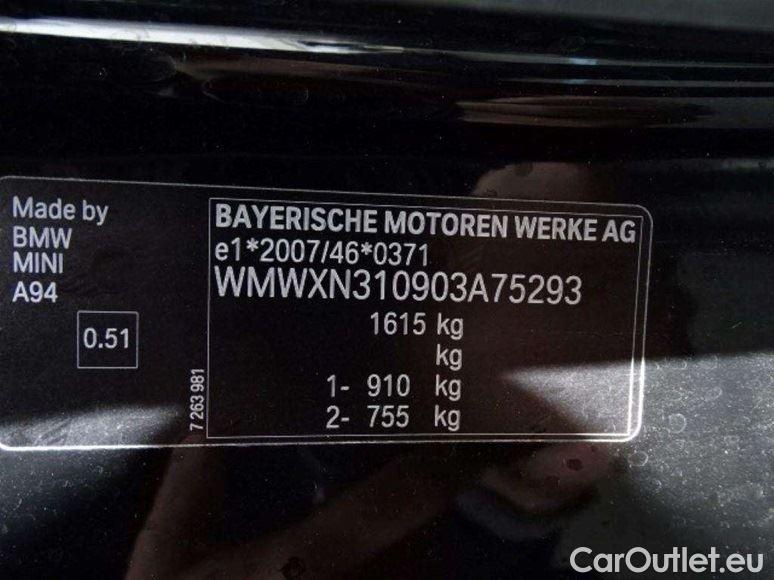 Made by
BMW
MINI
A94
0.51
7 263 981
BAYERISCHE MOTOREN WERKE AG
e1*2007/46*0371
WMWXN310903A75293
1615 kg
kg
1- 910 kg
2- 755 kg
CarOutlet.eu